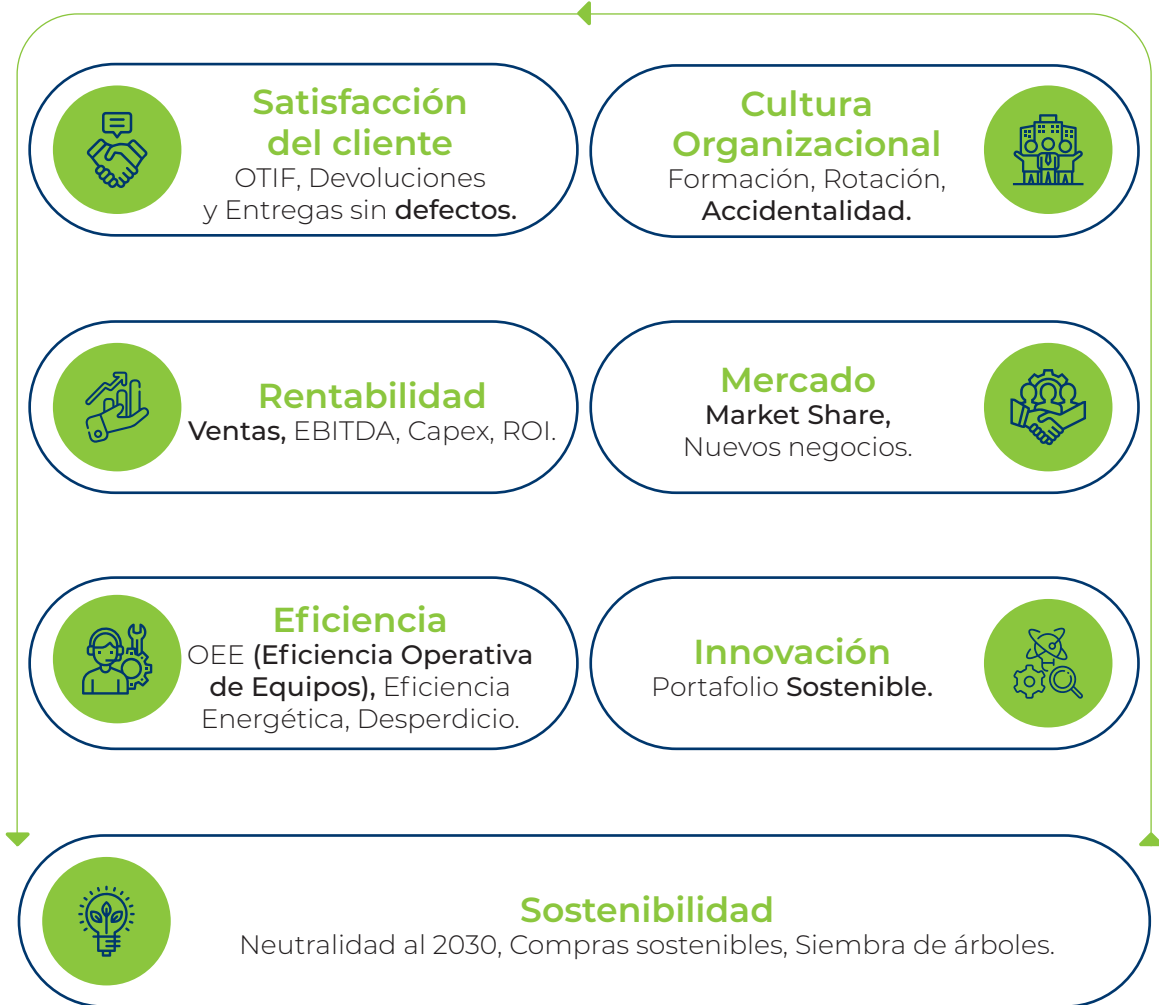 Satisfacción
del cliente
OTIF, Devoluciones
y Entregas sin defectos.
Cultura
Organizacional
Formación, Rotación,
Accidentalidad.
Rentabilidad
Ventas, EBITDA, Capex, ROI.
Mercado
Market Share,
Nuevos negocios.
Eficiencia
OEE (Eficiencia Operativa
de Equipos), Eficiencia
Energética, Desperdicio.
Innovación
Portafolio Sostenible.
Sostenibilidad
Neutralidad al 2030, Compras sostenibles, Siembra de árboles.